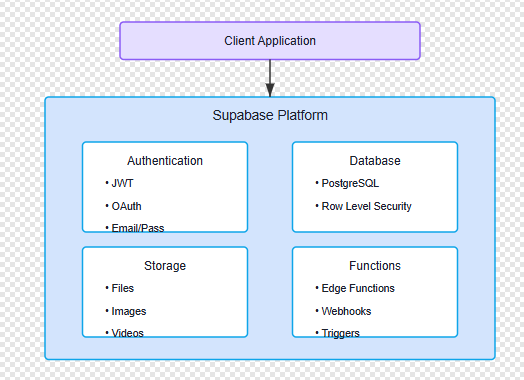 Client Application
Supabase Platform
Authentication
• JWT
• OAuth
• Email/Pass
Database
• PostgreSQL
• Row Level Security
Storage
• Files
• Images
• Videos
Functions
• Edge Functions
• Webhooks
• Triggers